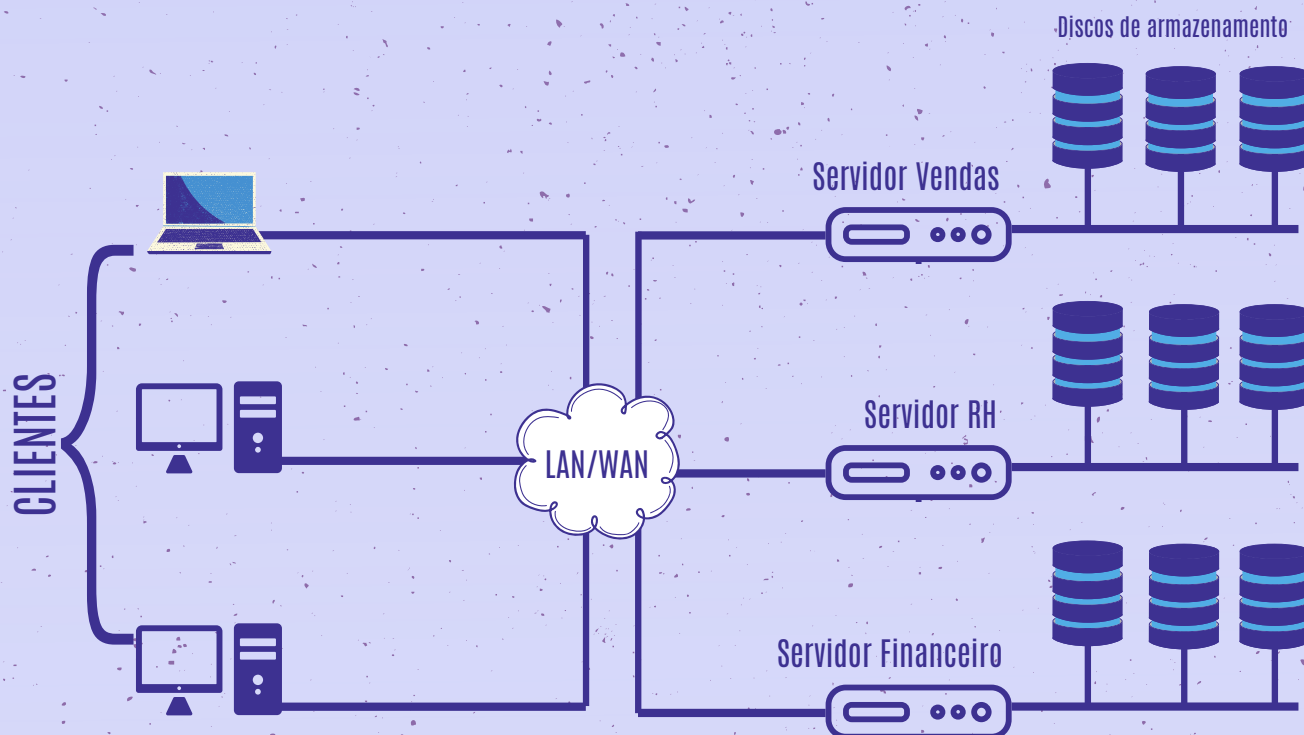 Discos de armazenamento
Servidor Vendas
CLIENTES
Servidor RH
LAN/WAN
Servidor Financeiro